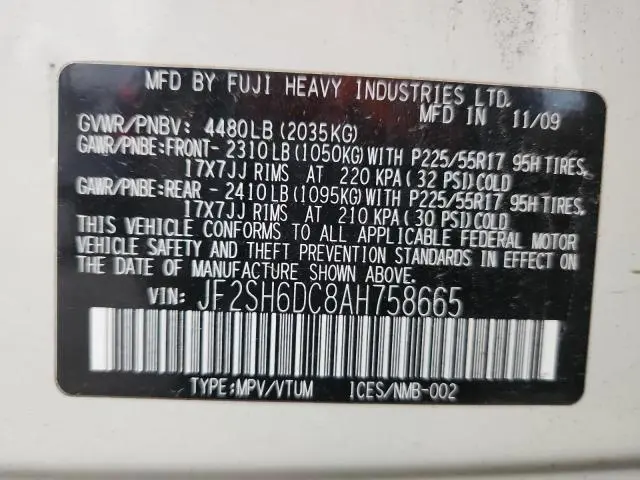 MFD BY FUJI HEAVY INDUSTRIES LTD.
MFD IN 11/09
GVWR/PNBV: 4480LB(2035KG)
GAWR/PNBE:FRONT- 2310LB(1050KG)WITH P225/55R17 95H TIRES,
17X7JJ RIMS AT 220 KPA( 32 PSI)COLD
GAWR/PNBE:REAR - 2410LB(1095KG)WITH P225/55R17 95H TIRES,
17X7JJ RIMS AT 210 KPA( 30 PSI)COLD.
THIS VEHICLE CONFORMS TO ALL APPLICABLE FEDERAL MOTOR
VEHICLE SAFETY AND THEFT PREVENTION STANDARDS IN EFFECT ON
THE DATE OF MANUFACTURE SHOWN ABOVE.
VIN: JF2SH6DC8AH758665
TYPE:MPV/VTUM 1CES/NMB-002